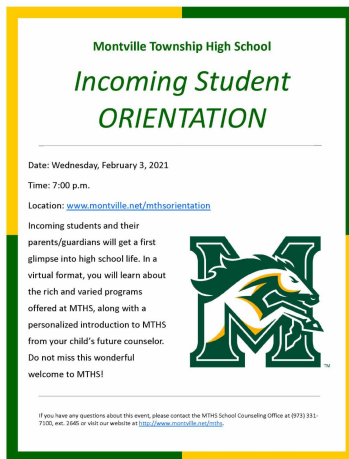 Montville Township High School
Incoming Student
ORIENTATION
Date: Wednesday, February 3, 2021
Time: 7:00 p.m.
Location: www.montville.net/mthsorientation
Incoming students and their
parents/guardians will get a first
glimpse into high school life. In a
virtual format, you will learn about
the rich and varied programs
offered at MTHS, along with a
personalized introduction to MTHS
from your child's future counselor.
Do not miss this wonderful
welcome to MTHS!
M
TM
If you have any questions about this event, please contact the MTHS School Counseling Office at (973) 331-
7100, ext. 2645 or visit our website at http://www.montville.net/mths.